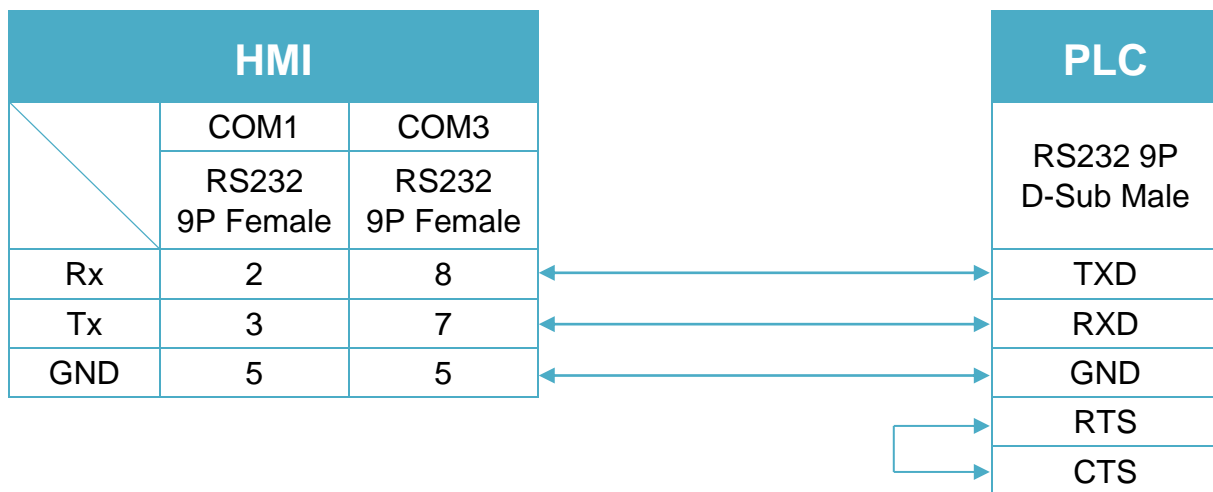 HMI
PLC
COM1 COM3
RS232 9P
D-Sub Male
RS232 RS232
9P Female 9P Female
Rx 2 8 TXD
Tx 3 7 RXD
GND 5 5 GND
RTS
CTS